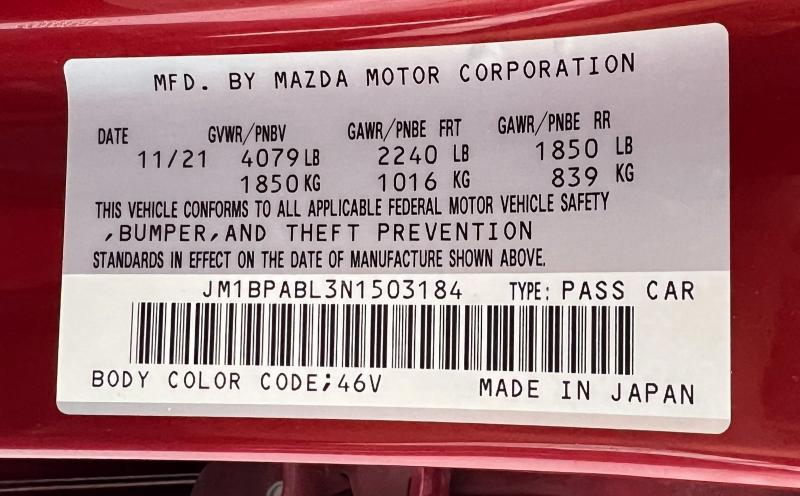 MFD. BY MAZDA MOTOR CORPORATION
DATE GVWR/PNBV GAWR/PNBE FRT GAWR/PNBE RR
11/21 4079 LB 2240 LB 1850 LB
1850 KG 1016 KG 839 KG
THIS VEHICLE CONFORMS TO ALL APPLICABLE FEDERAL MOTOR VEHICLE SAFETY
,BUMPER,AND THEFT PREVENTION
STANDARDS IN EFFECT ON THE DATE OF MANUFACTURE SHOWN ABOVE.
JM1BPABL3N1503184 TYPE: PASS CAR
BODY COLOR CODE;46V MADE IN JAPAN